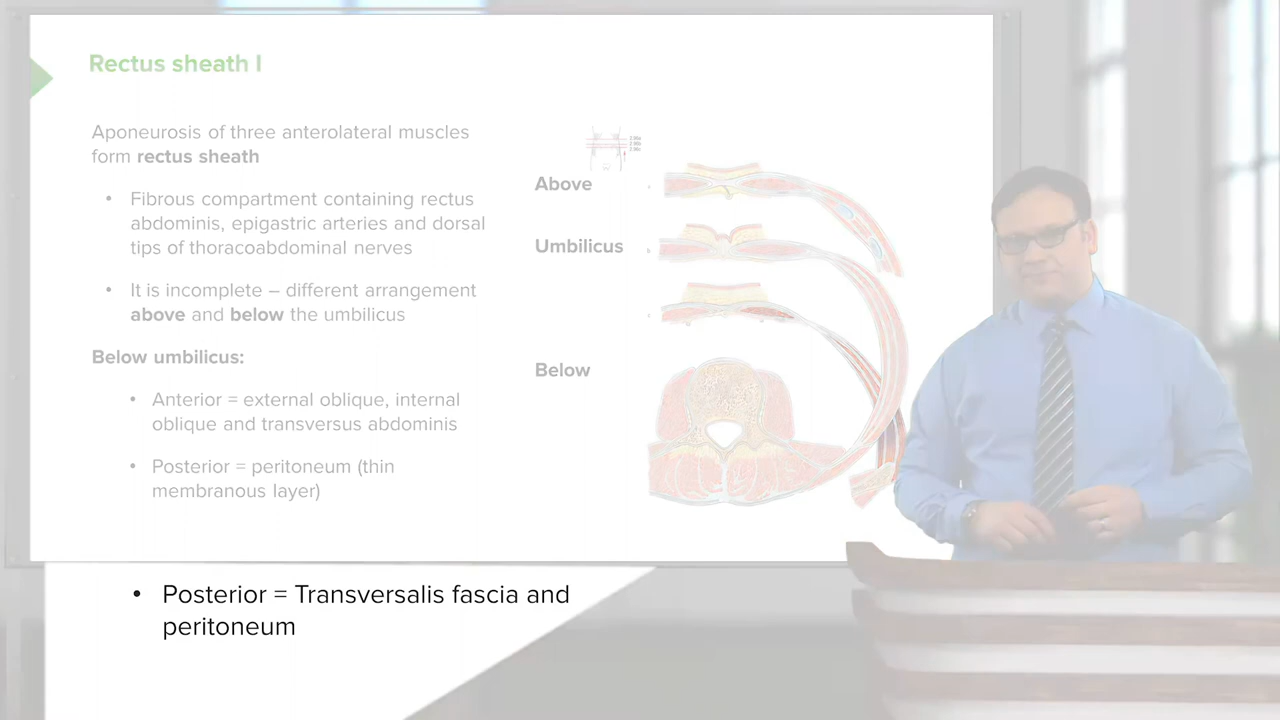 Rectus sheath I
Aponeurosis of three anterolateral muscles
form rectus sheath
• Fibrous compartment containing rectus
abdominis, epigastric arteries and dorsal
tips of thoracoabdominal nerves
• It is incomplete – different arrangement
above and below the umbilicus
Below umbilicus:
• Anterior = external oblique, internal
oblique and transversus abdominis
• Posterior = peritoneum (thin
membranous layer)
Above
Umbilicus
Below
• Posterior = Transversalis fascia and
peritoneum